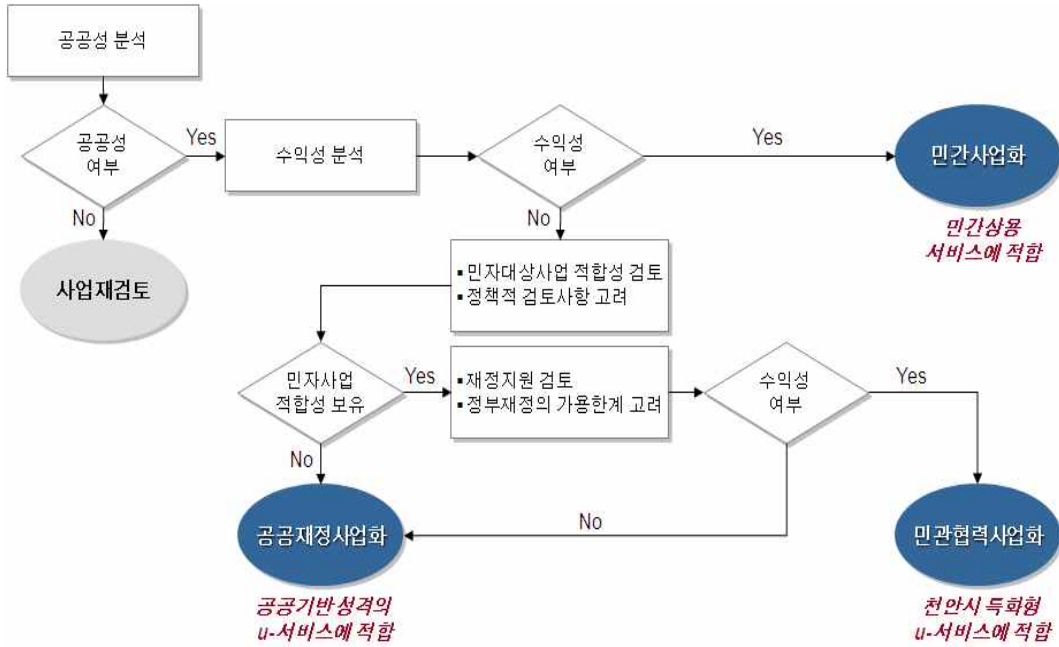 공공성 분석
공공성
여부
Yes
수익성 분석
수익성
여부
Yes
민간사업화
민간상용
서비스에 적합
No
사업재검토
No
▪민자대상사업 적합성 검토
▪정책적 검토사항 고려
민자사업
적합성 보유
Yes
▪재정지원 검토
▪정부재정의 가용한계 고려
수익성
여부
Yes
No
공공재정사업화
No
민관협력사업화
공공기반성격의
u-서비스에 적합
천안시 특화형
u-서비스에 적합